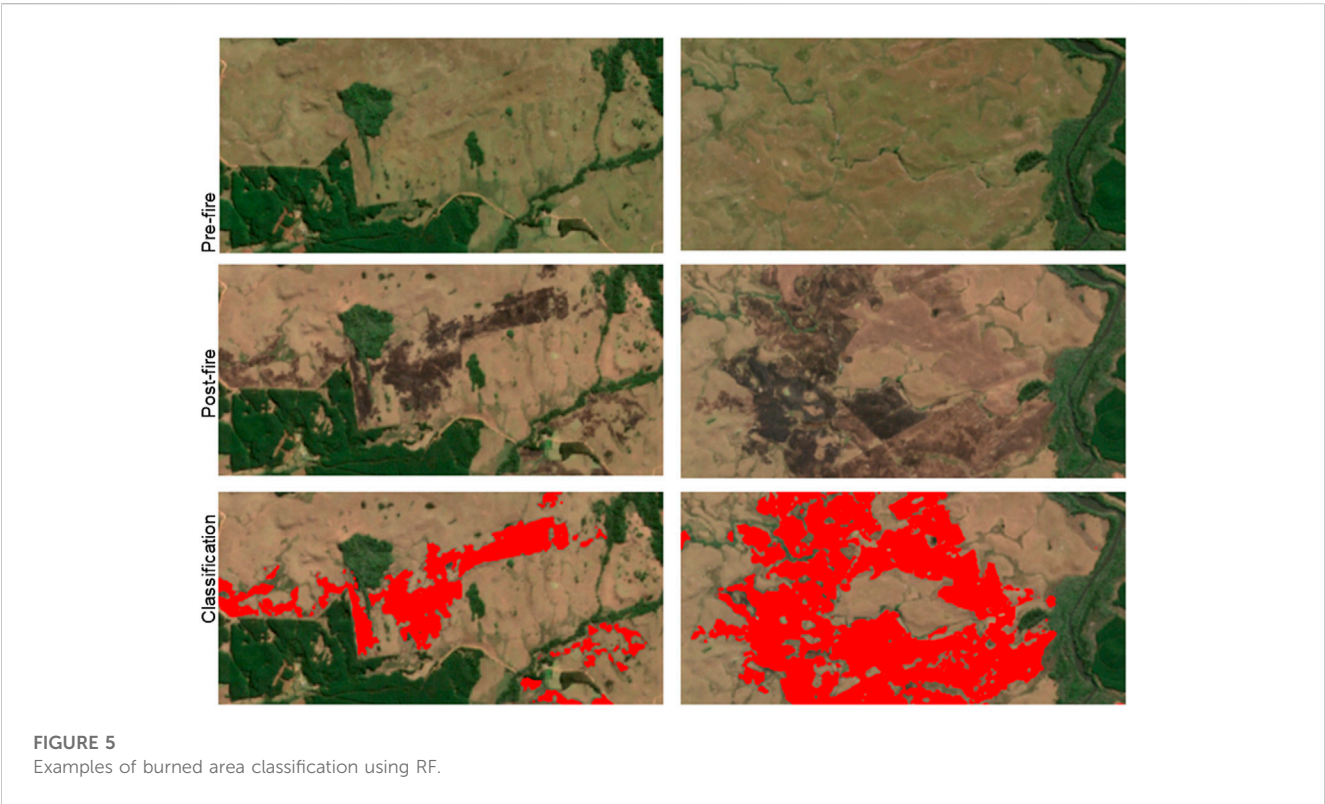 Pre-fire
Post-fire
Classification
FIGURE 5
Examples of burned area classification using RF.